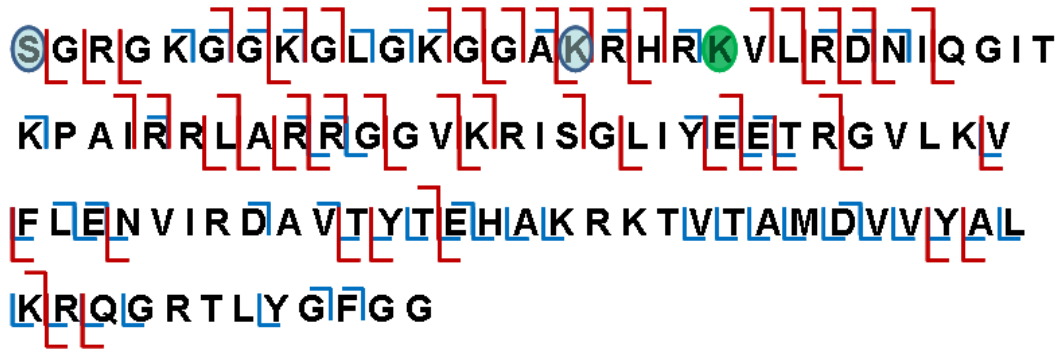 SGRGKGGKGLGKGGAKRHRKVLRDNIQGIT
KPAIRRLARRGGVKRISGLIYEETRGVLKV
FLENVIRDAVTYTEHAKRKTVTAMDVVYAL
KRQGRTLYGFGG